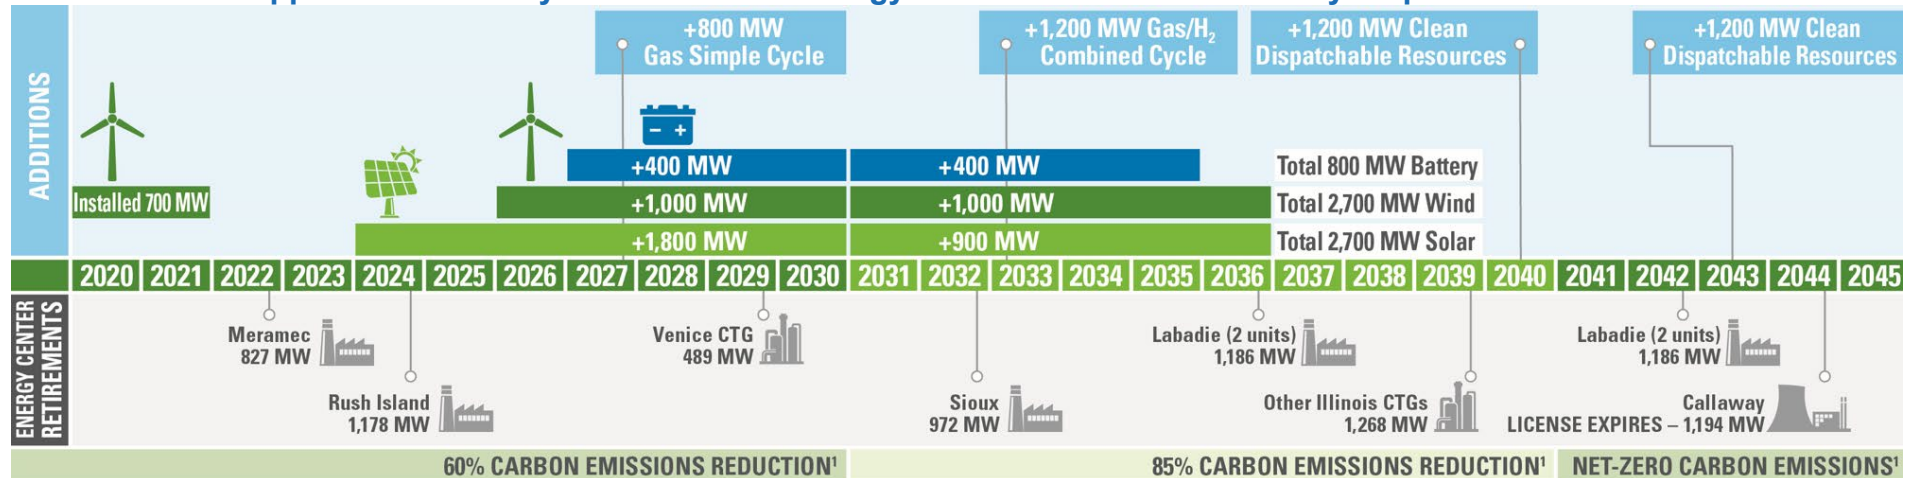 +800 MW
Gas Simple Cycle
+1,200 MW Gas/H₂
Combined Cycle
+1,200 MW Clean
Dispatchable Resources
+1,200 MW Clean
Dispatchable Resources
ADDITIONS
- +
+400 MW
+400 MW
Total 800 MW Battery
Installed 700 MW
+1,000 MW
+1,000 MW
Total 2,700 MW Wind
+1,800 MW
+900 MW
Total 2,700 MW Solar
2020 2021 2022 2023 2024 2025 2026 2027 2028 2029 2030 2031 2032 2033 2034 2035 2036 2037 2038 2039 2040 2041 2042 2043 2044 2045
ENERGY CENTER
RETIREMENTS
Meramec
827 MW
Venice CTG
489 MW
Labadie (2 units)
1,186 MW
Labadie (2 units)
1,186 MW
Rush Island
1,178 MW
Sioux
972 MW
Other Illinois CTGs
1,268 MW
Callaway
LICENSE EXPIRES – 1,194 MW
60% CARBON EMISSIONS REDUCTION¹
85% CARBON EMISSIONS REDUCTION¹
NET-ZERO CARBON EMISSIONS¹